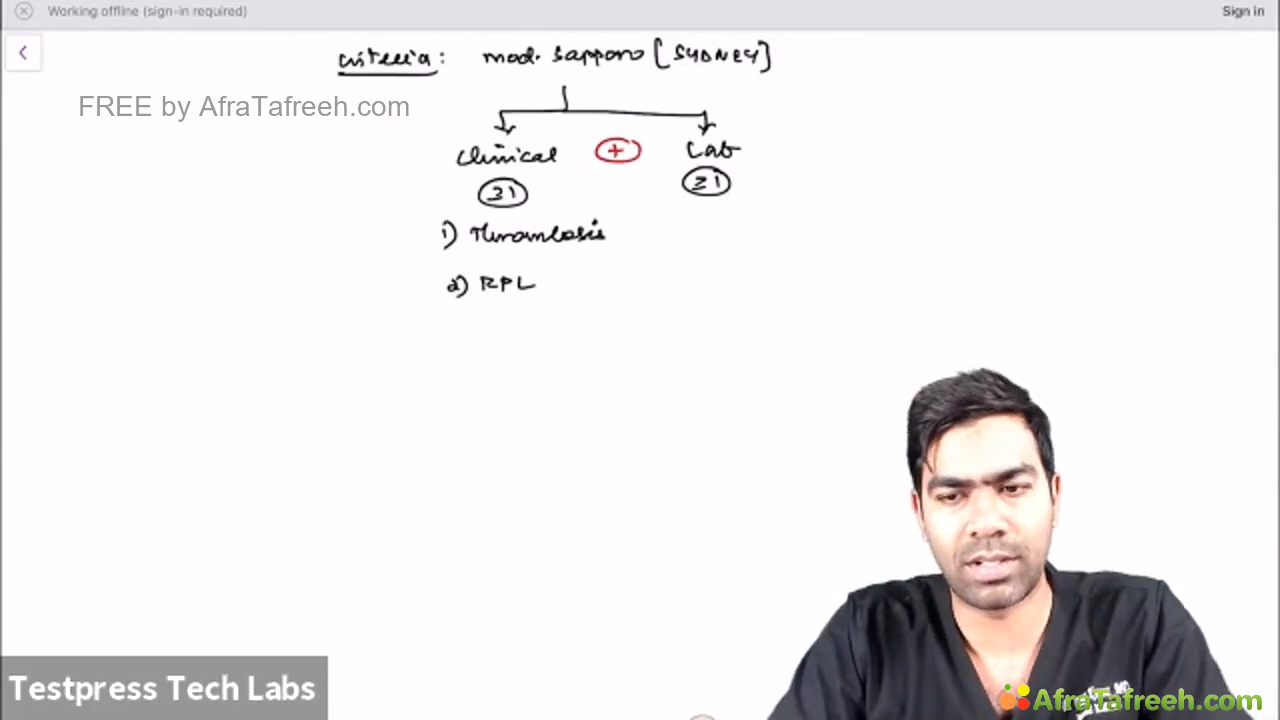 Working offline (sign-in required) Sign in
criteria : mod. Sapporo [SYDNEY]
FREE by AfraTafreeh.com
Clinical + Lab
≥1 ≥1
1) Thrombosis
2) RPL
Testpress Tech Labs
AfraTafreeh.com